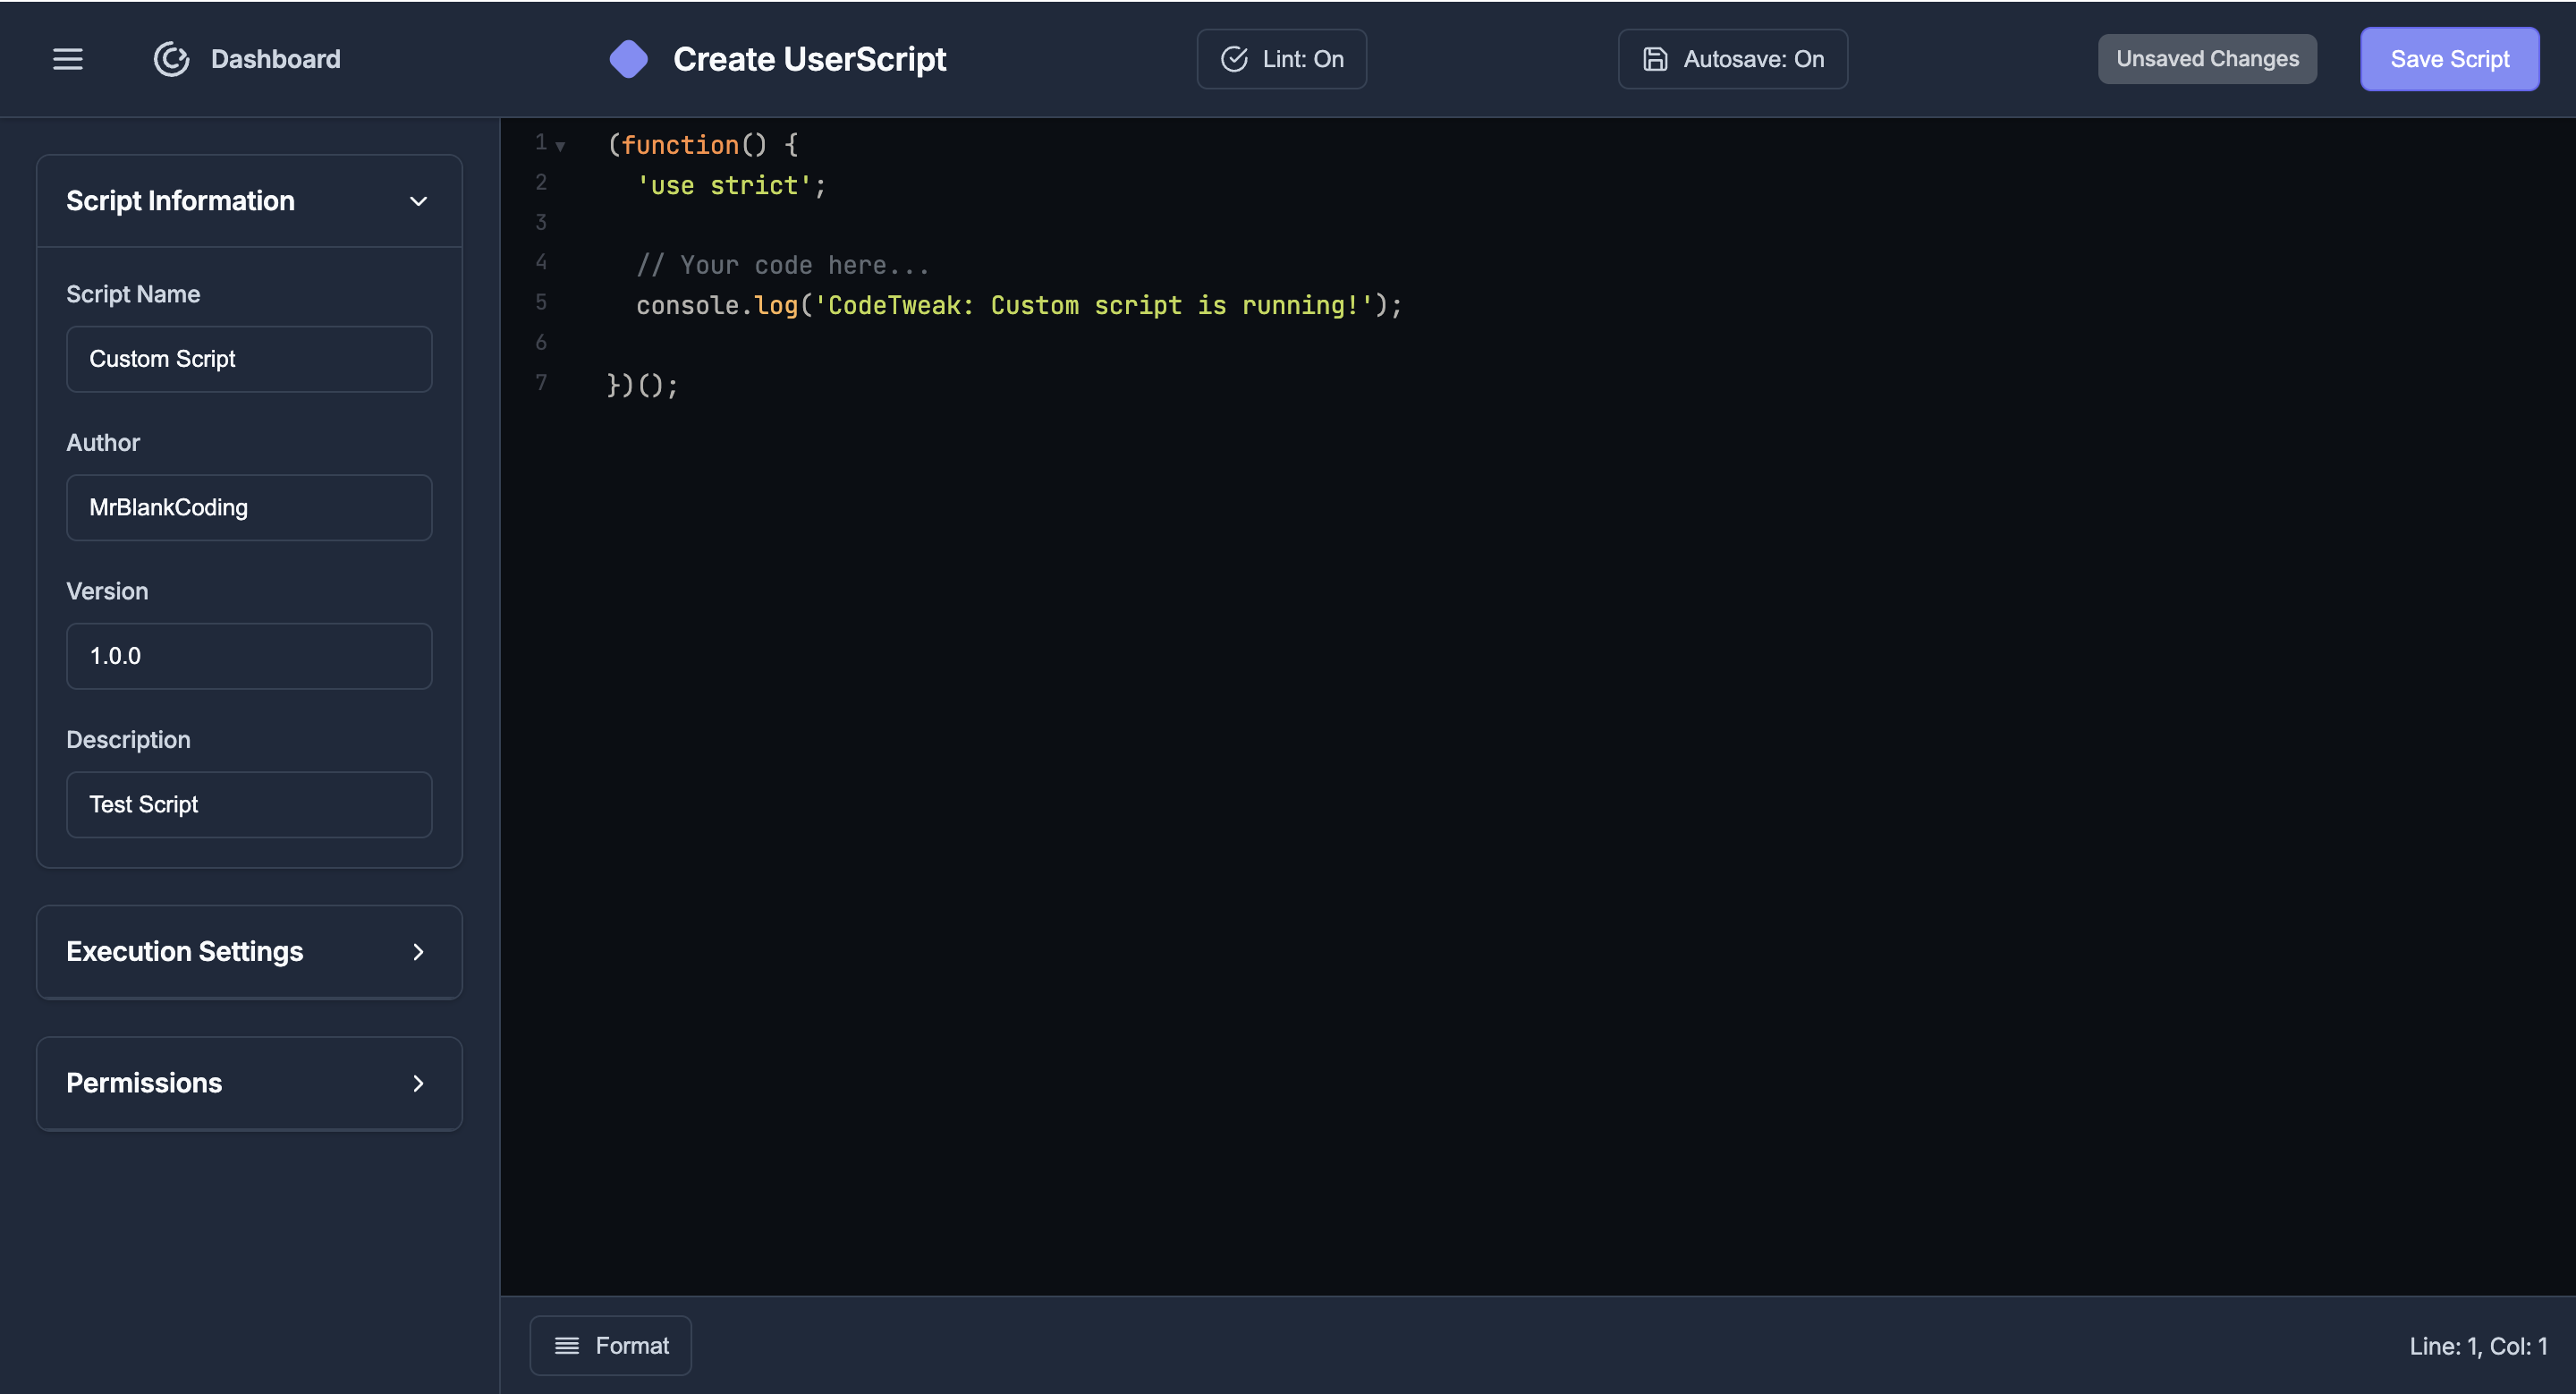 Dashboard
Create UserScript
Lint: On
Autosave: On
Unsaved Changes
Save Script
Script Information
Script Name
Custom Script
Author
MrBlankCoding
Version
1.0.0
Description
Test Script
Execution Settings
Permissions
1 (function() {
2   'use strict';
3
4   // Your code here...
5   console.log('CodeTweak: Custom script is running!');
6
7 })();
Format
Line: 1, Col: 1